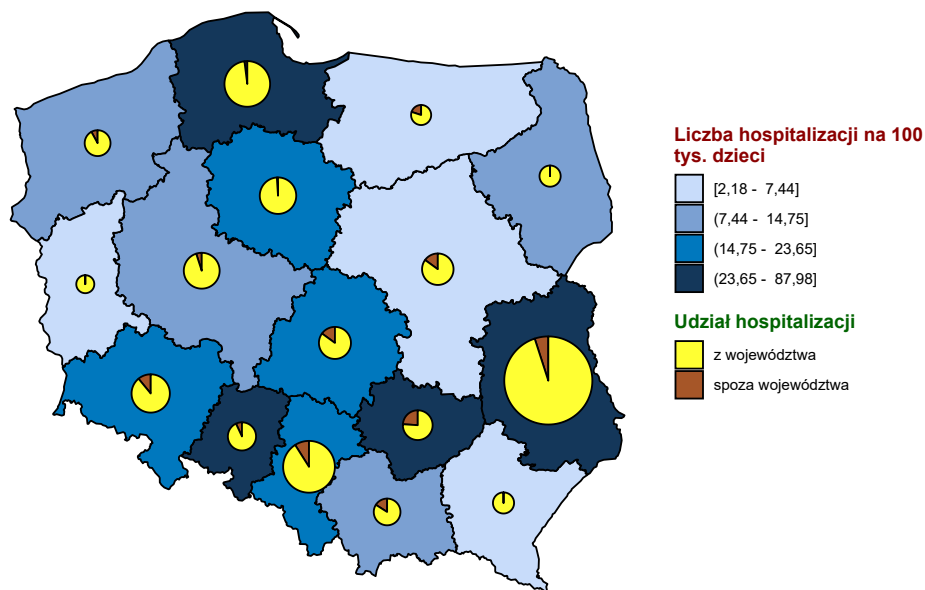 Liczba hospitalizacji na 100
tys. dzieci
[2,18 - 7,44]
(7,44 - 14,75]
(14,75 - 23,65]
(23,65 - 87,98]
Udział hospitalizacji
z województwa
spoza województwa